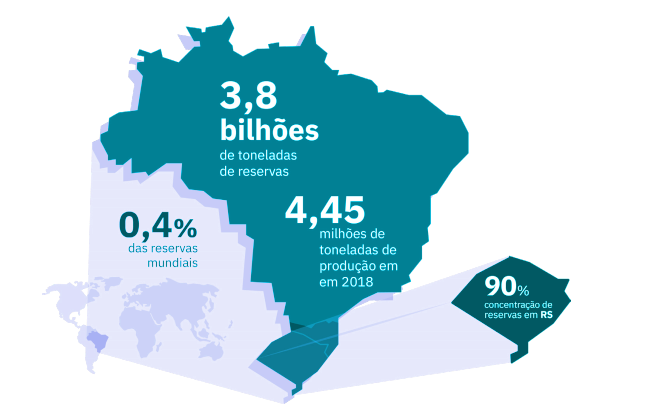 3,8
bilhões
de toneladas
de reservas
4,45
milhões de
toneladas de
produção em
em 2018
0,4%
das reservas
mundiais
90%
concentração de
reservas em RS